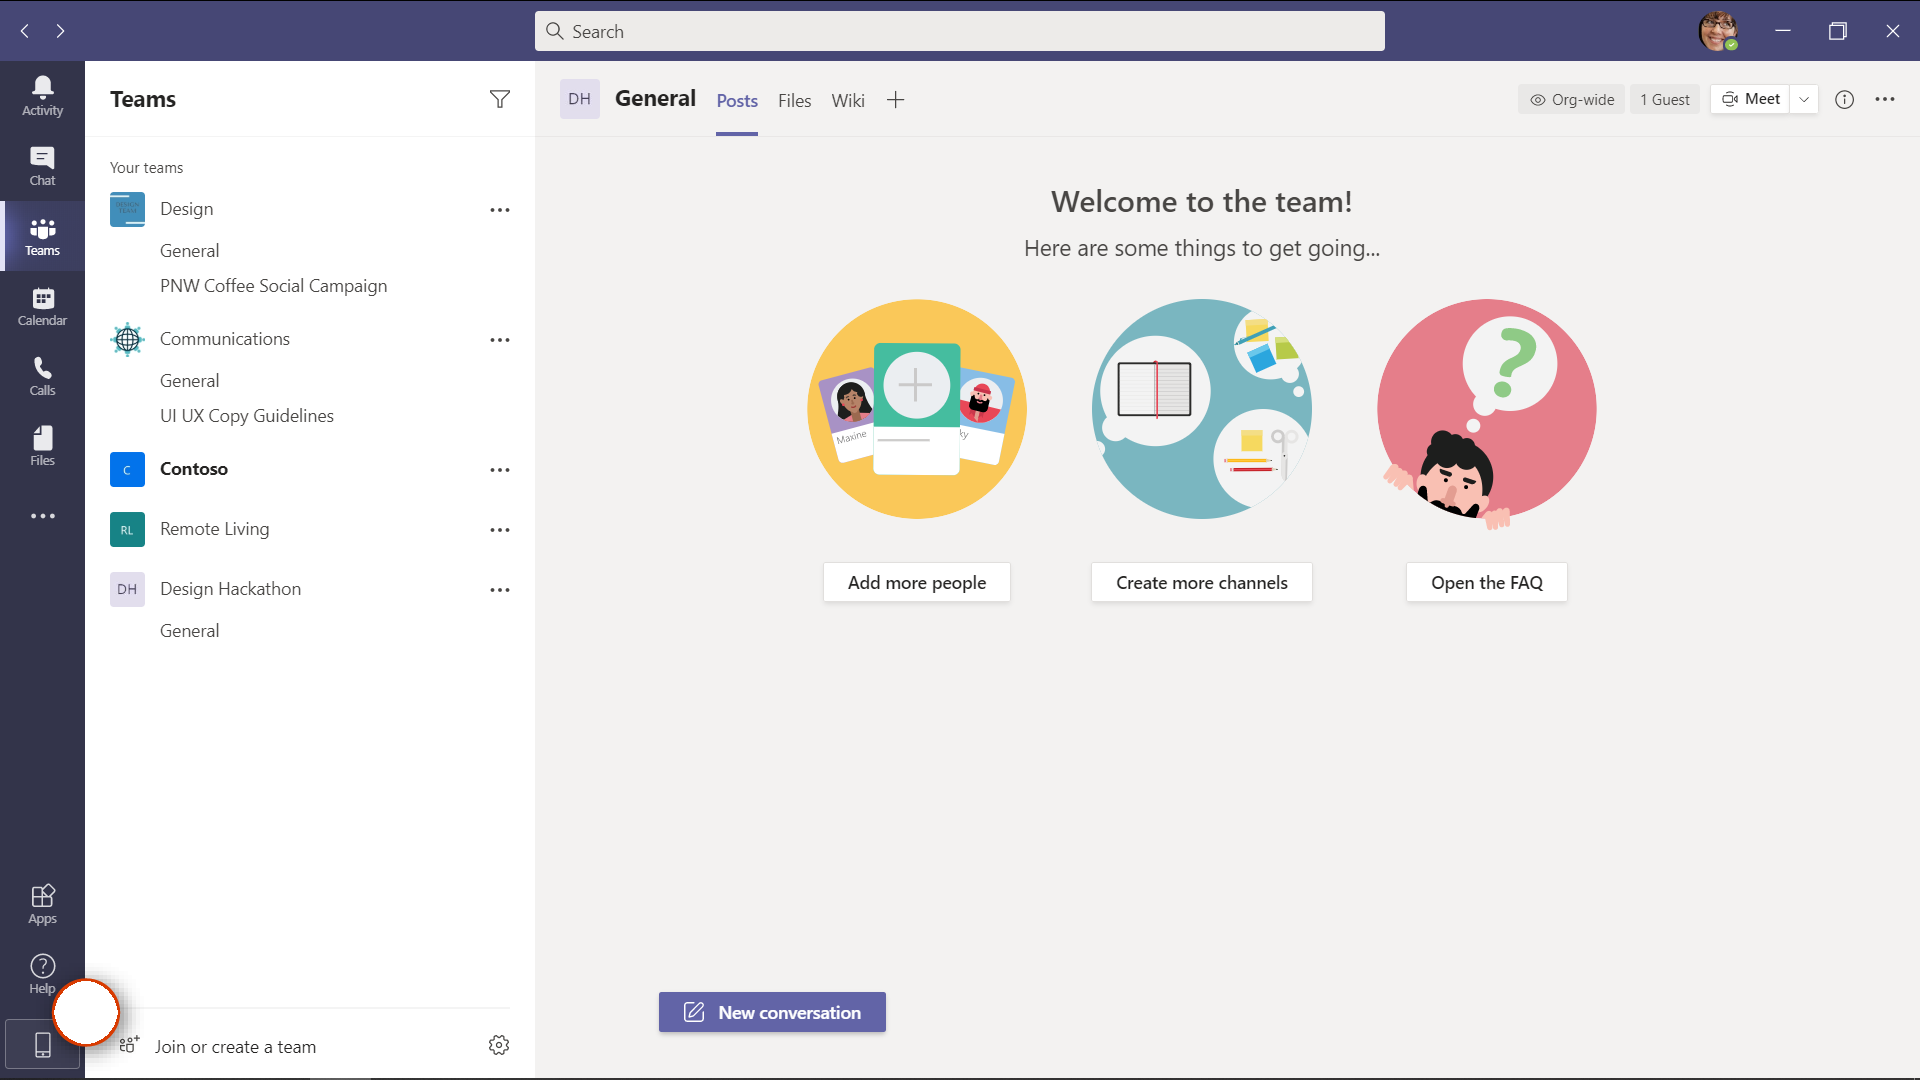 Search
Activity
Chat
Teams
Calendar
Calls
Files
Apps
Help
Teams
Your teams
DESIGN
TEAM
Design
General
PNW Coffee Social Campaign
Communications
General
UI UX Copy Guidelines
C
Contoso
RL
Remote Living
DH
Design Hackathon
General
Join or create a team
DH
General
Posts
Files
Wiki
Org-wide
1 Guest
Meet
Welcome to the team!
Here are some things to get going...
Maxine
ky
Add more people
Create more channels
Open the FAQ
New conversation